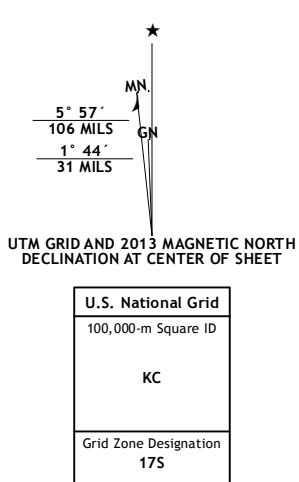 ★
MN.
5° 57´
106 MILS
GN
1° 44´
31 MILS
UTM GRID AND 2013 MAGNETIC NORTH
DECLINATION AT CENTER OF SHEET
U.S. National Grid
100,000-m Square ID
KC
Grid Zone Designation
17S